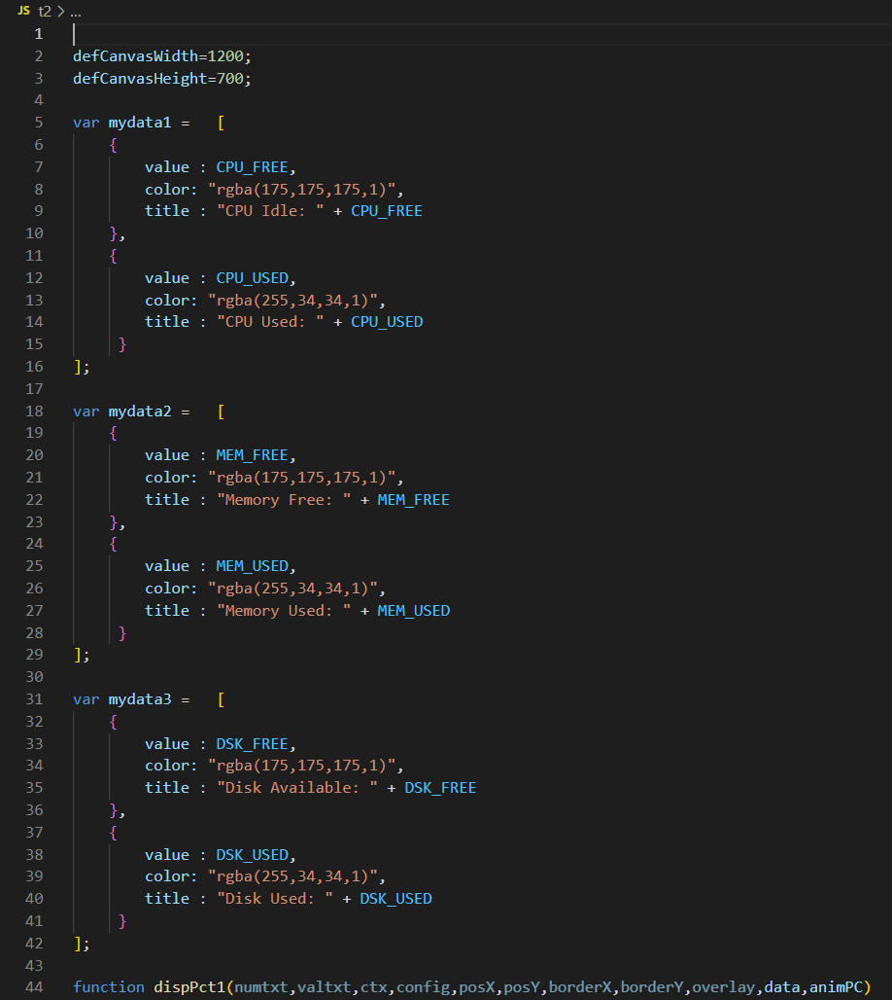 JS t2 > ...
1
2 defCanvasWidth=1200;
3 defCanvasHeight=700;
4
5 var mydata1 =   [
6     {
7         value : CPU_FREE,
8         color: "rgba(175,175,175,1)",
9         title : "CPU Idle: " + CPU_FREE
10     },
11     {
12         value : CPU_USED,
13         color: "rgba(255,34,34,1)",
14         title : "CPU Used: " + CPU_USED
15      }
16 ];
17
18 var mydata2 =   [
19     {
20         value : MEM_FREE,
21         color: "rgba(175,175,175,1)",
22         title : "Memory Free: " + MEM_FREE
23     },
24     {
25         value : MEM_USED,
26         color: "rgba(255,34,34,1)",
27         title : "Memory Used: " + MEM_USED
28      }
29 ];
30
31 var mydata3 =   [
32     {
33         value : DSK_FREE,
34         color: "rgba(175,175,175,1)",
35         title : "Disk Available: " + DSK_FREE
36     },
37     {
38         value : DSK_USED,
39         color: "rgba(255,34,34,1)",
40         title : "Disk Used: " + DSK_USED
41      }
42 ];
43
44 function dispPct1(numtxt,valtxt,ctx,config,posX,posY,borderX,borderY,overlay,data,animPC)